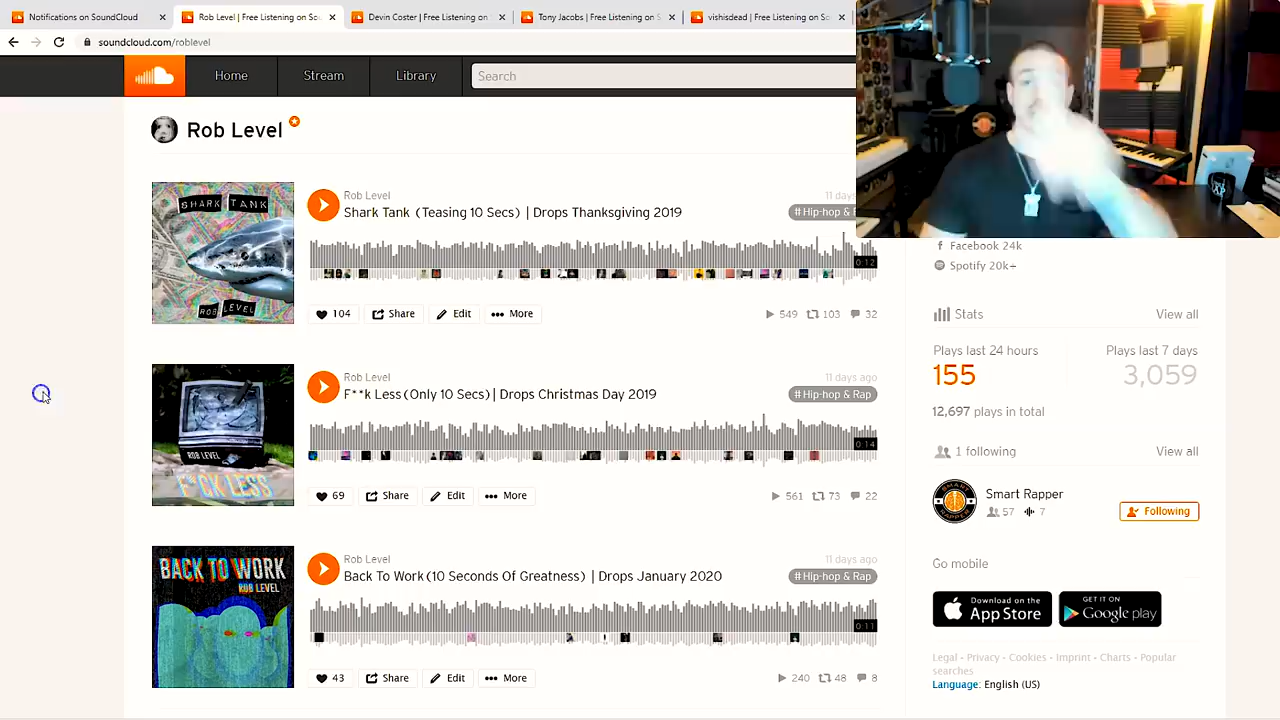 Notifications on SoundCloud
Rob Level | Free Listening on So
Devin Coster | Free Listening on
Tony Jacobs | Free Listening on S
vishisdead | Free Listening on So
soundcloud.com/roblevel
Home
Stream
Library
Search
Rob Level
SHARK TANK
ROB LEVEL
Rob Level
11 days
Shark Tank (Teasing 10 Secs) | Drops Thanksgiving 2019
# Hip-hop & R
0:12
104
Share
Edit
More
549
103
32
Facebook 24k
Spotify 20k+
Stats
View all
Plays last 24 hours
Plays last 7 days
155
3,059
12,697 plays in total
ROB LEVEL
F*CK LESS
Rob Level
11 days ago
F**k Less (Only 10 Secs) | Drops Christmas Day 2019
# Hip-hop & Rap
0:14
69
Share
Edit
More
561
73
22
1 following
View all
Smart Rapper
57
7
Following
BACK TO WORK
ROB LEVEL
Rob Level
11 days ago
Back To Work (10 Seconds Of Greatness) | Drops January 2020
# Hip-hop & Rap
0:11
43
Share
Edit
More
240
48
8
Go mobile
Download on the
App Store
GET IT ON
Google play
Legal - Privacy - Cookies - Imprint - Charts - Popular
searches
Language: English (US)